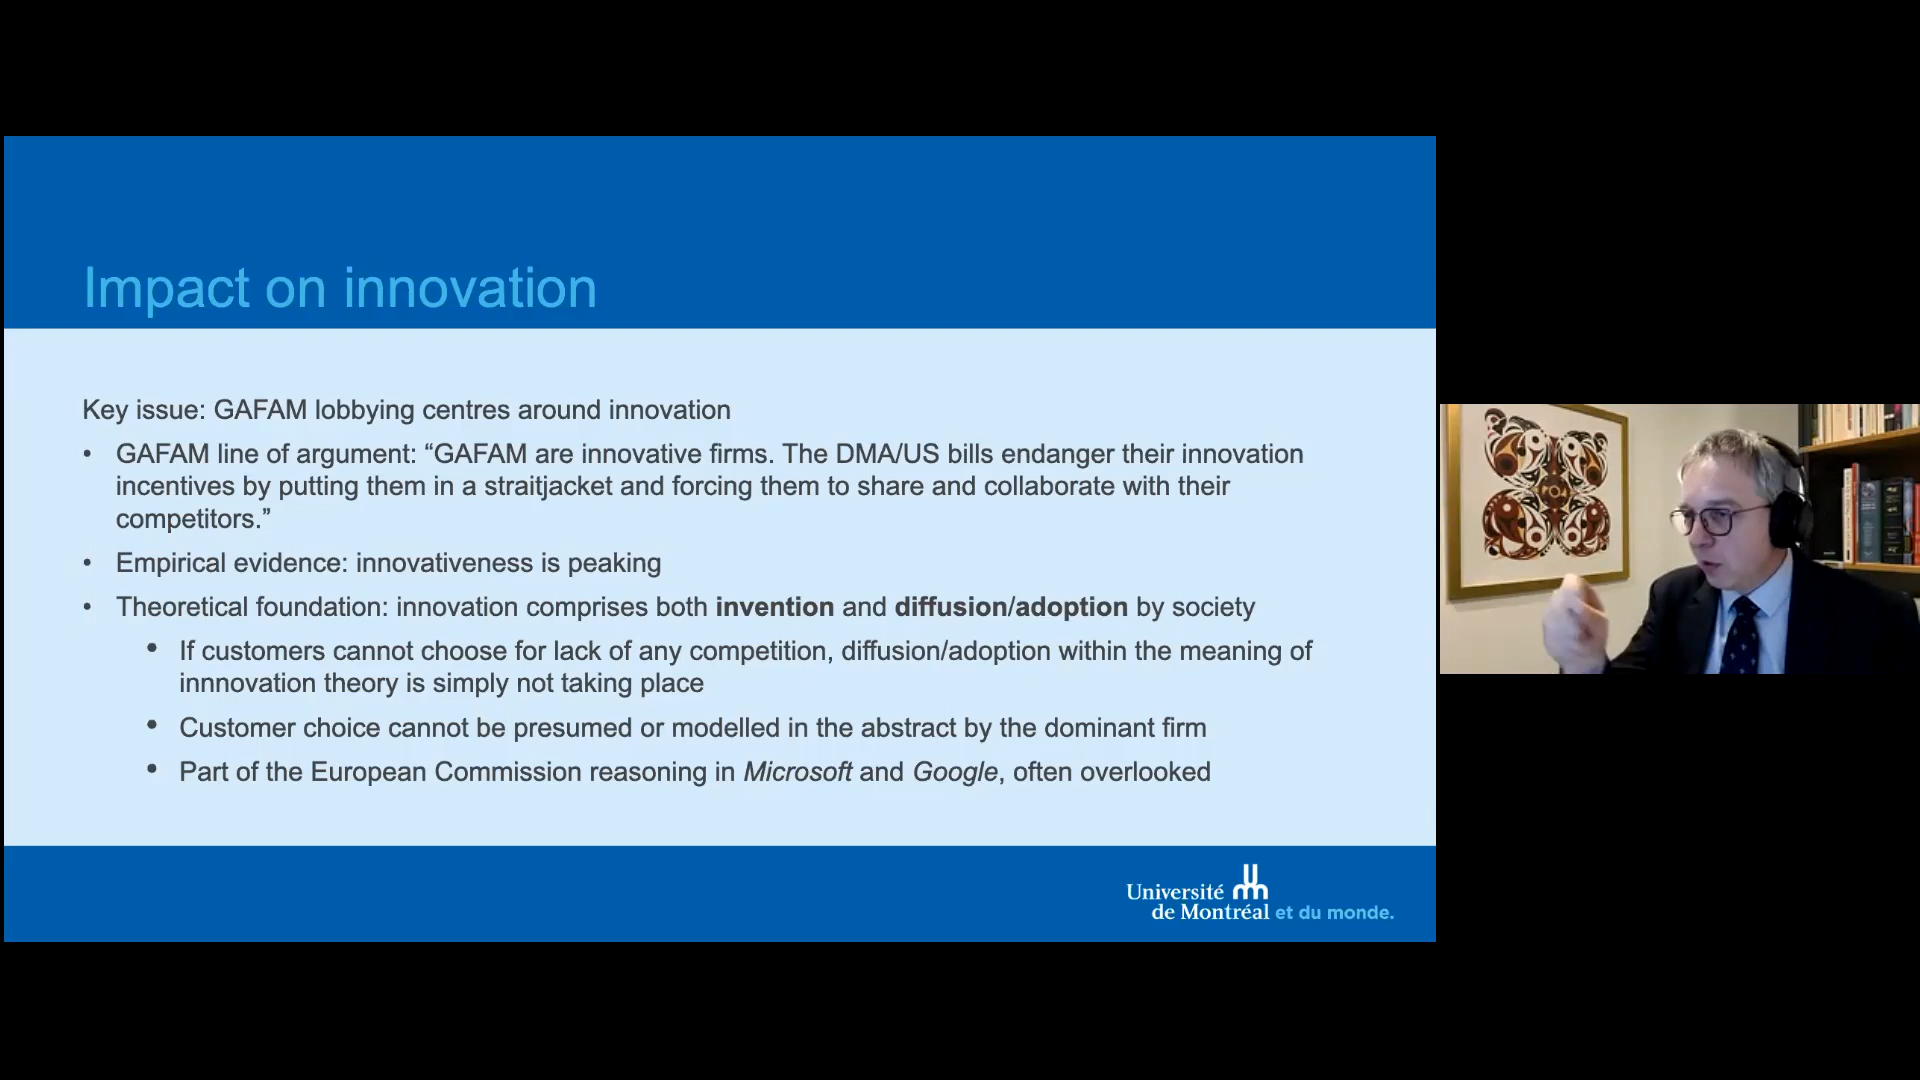 Impact on innovation
Key issue: GAFAM lobbying centres around innovation
• GAFAM line of argument: “GAFAM are innovative firms. The DMA/US bills endanger their innovation
incentives by putting them in a straitjacket and forcing them to share and collaborate with their
competitors.”
• Empirical evidence: innovativeness is peaking
• Theoretical foundation: innovation comprises both invention and diffusion/adoption by society
• If customers cannot choose for lack of any competition, diffusion/adoption within the meaning of
innnovation theory is simply not taking place
• Customer choice cannot be presumed or modelled in the abstract by the dominant firm
• Part of the European Commission reasoning in Microsoft and Google, often overlooked
Université
de Montréal et du monde.